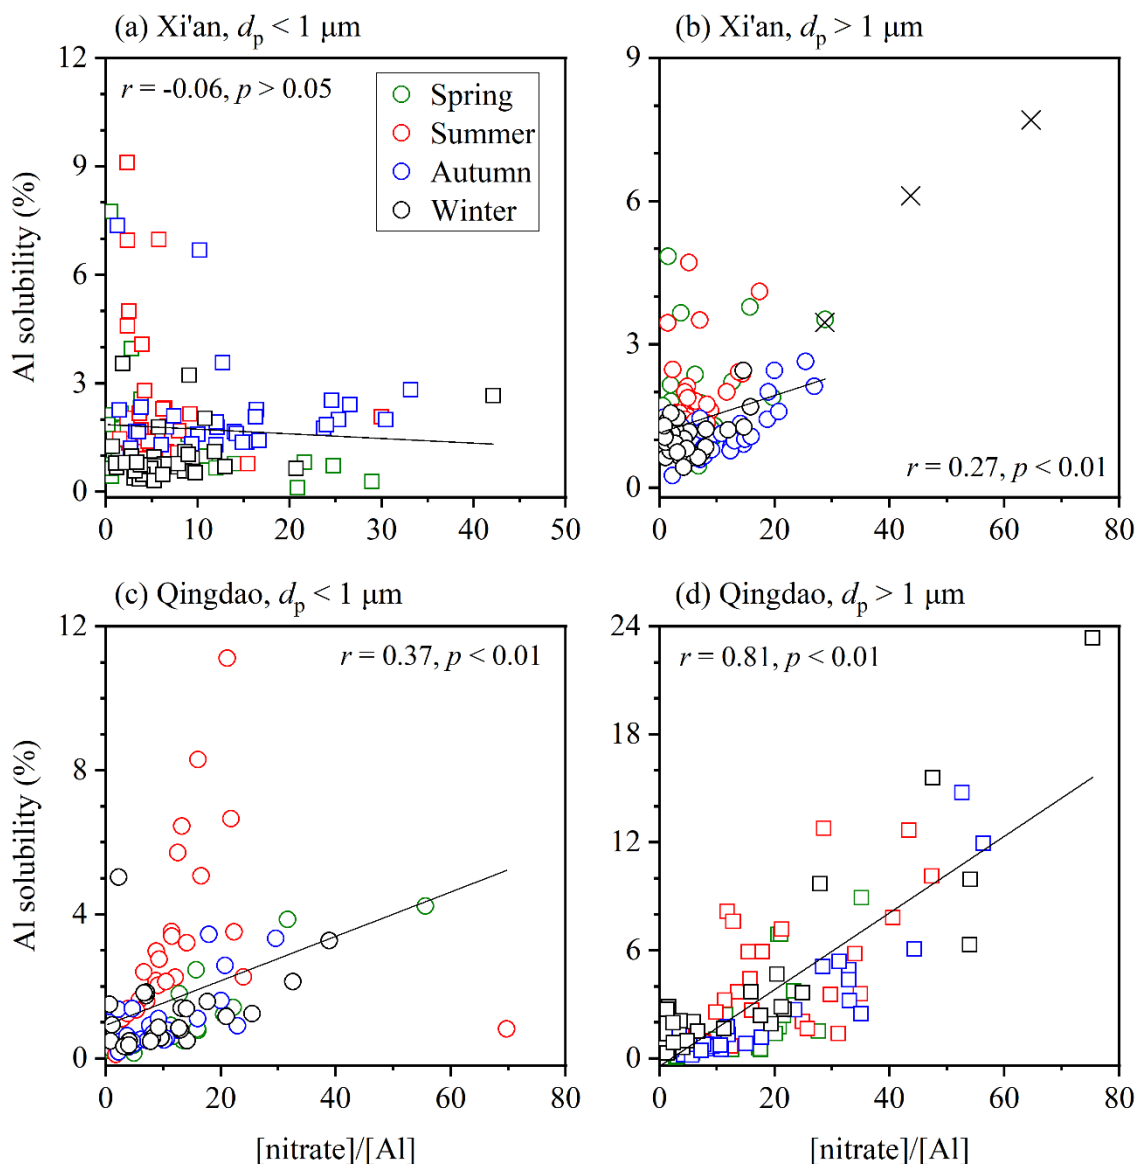 (a) Xi'an, dp < 1 μm
(b) Xi'an, dp > 1 μm
12
9
6
3
0
Al solubility (%)
r = -0.06, p > 0.05
Spring
Summer
Autumn
Winter
0 10 20 30 40 50
9
6
3
0
r = 0.27, p < 0.01
0 20 40 60 80
(c) Qingdao, dp < 1 μm
(d) Qingdao, dp > 1 μm
12
8
4
0
Al solubility (%)
r = 0.37, p < 0.01
0 20 40 60 80
[nitrate]/[Al]
24
18
12
6
0
r = 0.81, p < 0.01
0 20 40 60 80
[nitrate]/[Al]